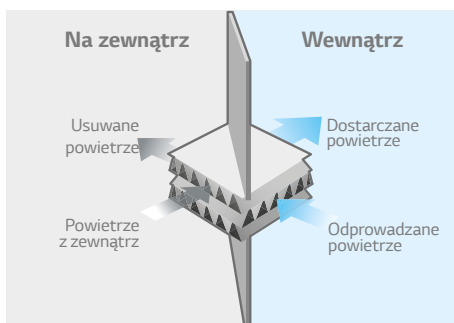 Na zewnątrz
Wewnątrz
Usuwane
powietrze
Dostarczane
powietrze
Powietrze
z zewnątrz
Odprowadzane
powietrze